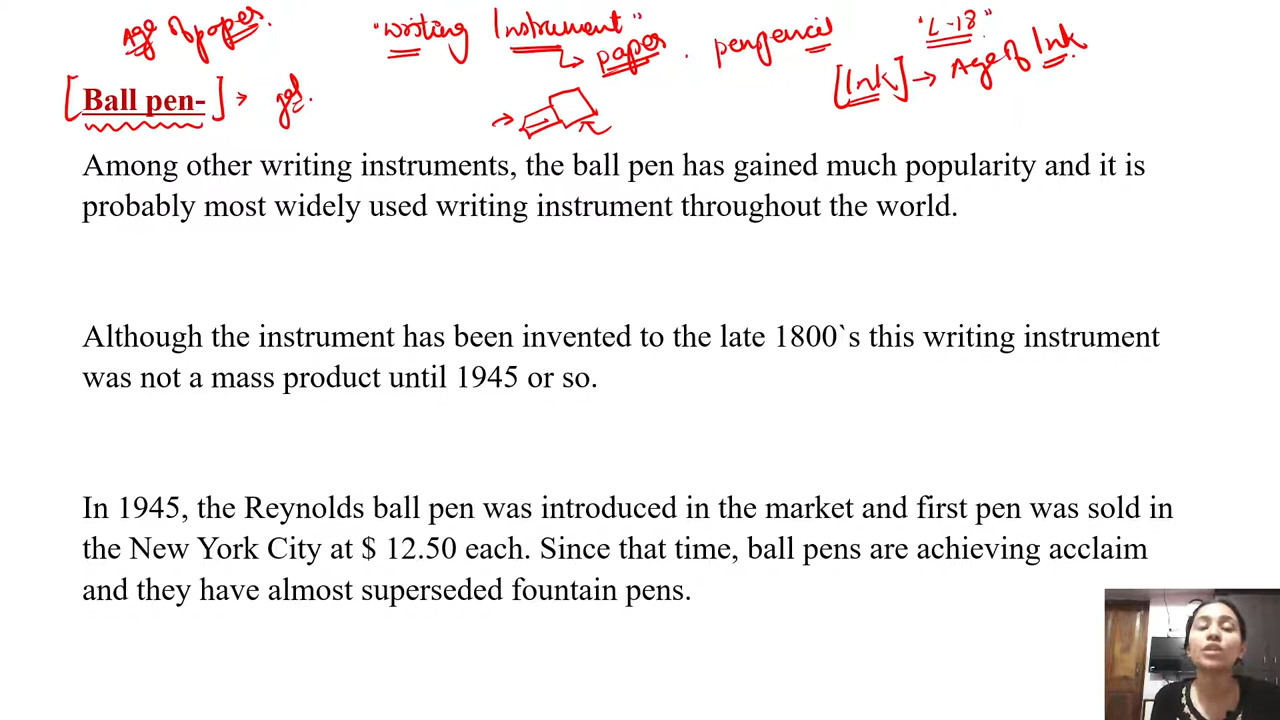 Age of paper.
"Writing Instrument"
paper. pen pencil
"L-18"
[Ink] → Age of Ink.
[Ball pen-] → gel.
Among other writing instruments, the ball pen has gained much popularity and it is
probably most widely used writing instrument throughout the world.
Although the instrument has been invented to the late 1800`s this writing instrument
was not a mass product until 1945 or so.
In 1945, the Reynolds ball pen was introduced in the market and first pen was sold in
the New York City at $ 12.50 each. Since that time, ball pens are achieving acclaim
and they have almost superseded fountain pens.